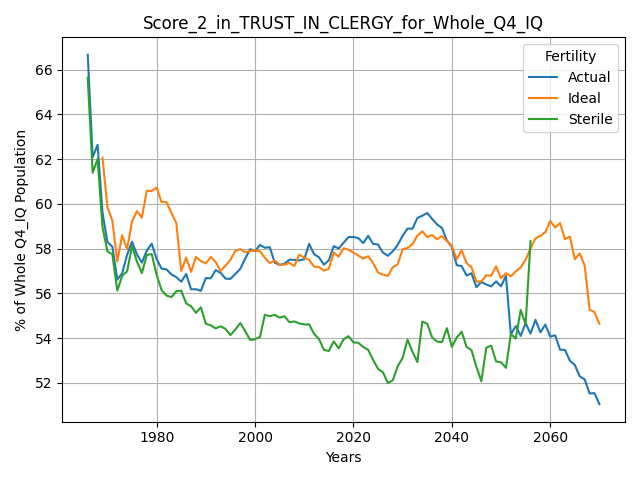 Score_2_in_TRUST_IN_CLERGY_for_Whole_Q4_IQ
Fertility
Actual
Ideal
Sterile
% of Whole Q4_IQ Population
66
64
62
60
58
56
54
52
1980
2000
2020
2040
2060
Years